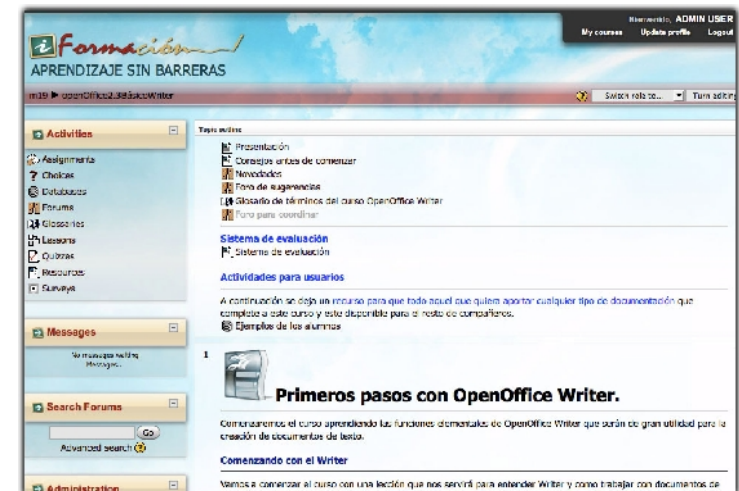 Bienvenido, ADMIN USER
My courses Update profile Logout
i Formación
APRENDIZAJE SIN BARRERAS
m19 ► openOffice2.3BásicoWriter
Switch role to... Turn editing
Activities
Assignments
Choices
Databases
Forums
Glossaries
Lessons
Quizzes
Resources
Surveys
Messages
No messages waiting
Messages...
Search Forums
Go
Advanced search
Administration
Topic outline
Presentación
Consejos antes de comenzar
Novedades
Foro de sugerencias
Glosario de términos del curso OpenOffice Writer
Foro para coordinar
Sistema de evaluación
Sistema de evaluación
Actividades para usuarios
A continuación se deja un recurso para que todo aquel que quiera aportar cualquier tipo de documentación que
complete a este curso y este disponible para el resto de compañeros.
Ejemplos de los alumnos
1
Primeros pasos con OpenOffice Writer.
Comenzaremos el curso aprendiendo las funciones elementales de OpenOffice Writer que serán de gran utilidad para la
creación de documentos de texto.
Comenzando con el Writer
Vamos a comenzar el curso con una lección que nos servirá para entender Writer y como trabajar con documentos de